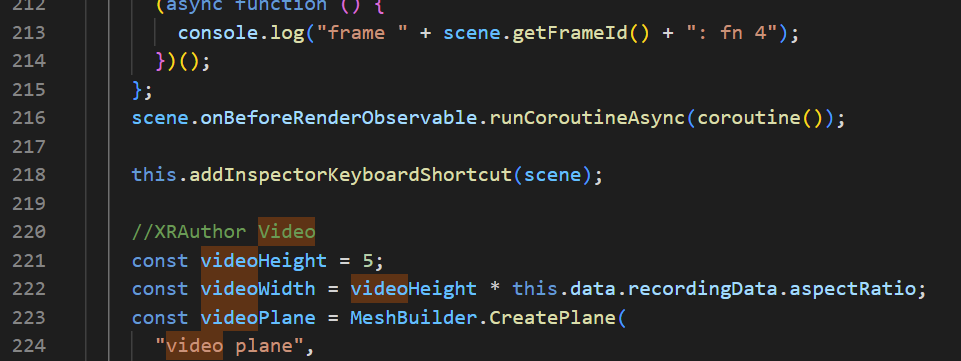 212 (async function () {
213 console.log("frame " + scene.getFrameId() + ": fn 4");
214 })();
215 };
216 scene.onBeforeRenderObservable.runCoroutineAsync(coroutine());
217
218 this.addInspectorKeyboardShortcut(scene);
219
220 //XRAuthor Video
221 const videoHeight = 5;
222 const videoWidth = videoHeight * this.data.recordingData.aspectRatio;
223 const videoPlane = MeshBuilder.CreatePlane(
224 "video plane",